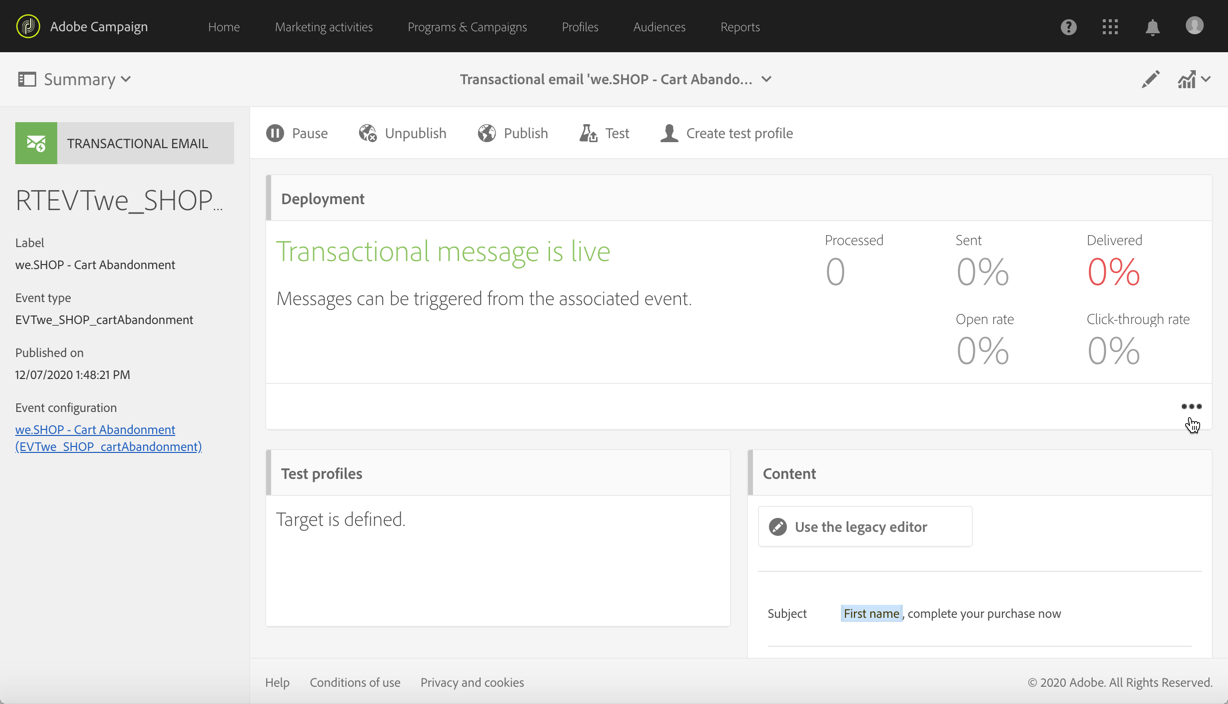 Adobe Campaign
Home
Marketing activities
Programs & Campaigns
Profiles
Audiences
Reports
Summary
Transactional email 'we.SHOP - Cart Abando...
Pause
Unpublish
Publish
Test
Create test profile
TRANSACTIONAL EMAIL
RTEVTwe_SHOP...
Label
we.SHOP - Cart Abandonment
Event type
EVTwe_SHOP_cartAbandonment
Published on
12/07/2020 1:48:21 PM
Event configuration
we.SHOP - Cart Abandonment
(EVTwe_SHOP_cartAbandonment)
Deployment
Transactional message is live
Messages can be triggered from the associated event.
Processed
0
Sent
0%
Delivered
0%
Open rate
0%
Click-through rate
0%
Test profiles
Target is defined.
Content
Use the legacy editor
Subject First name , complete your purchase now
Help
Conditions of use
Privacy and cookies
© 2020 Adobe. All Rights Reserved.